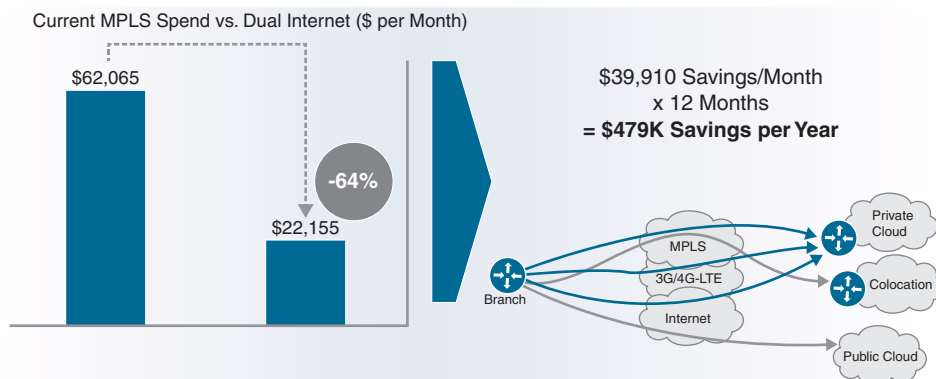 Current MPLS Spend vs. Dual Internet ($ per Month)
$62,065
-64%
$22,155
$39,910 Savings/Month
x 12 Months
= $479K Savings per Year
Branch
MPLS
3G/4G-LTE
Internet
Private
Cloud
Colocation
Public Cloud